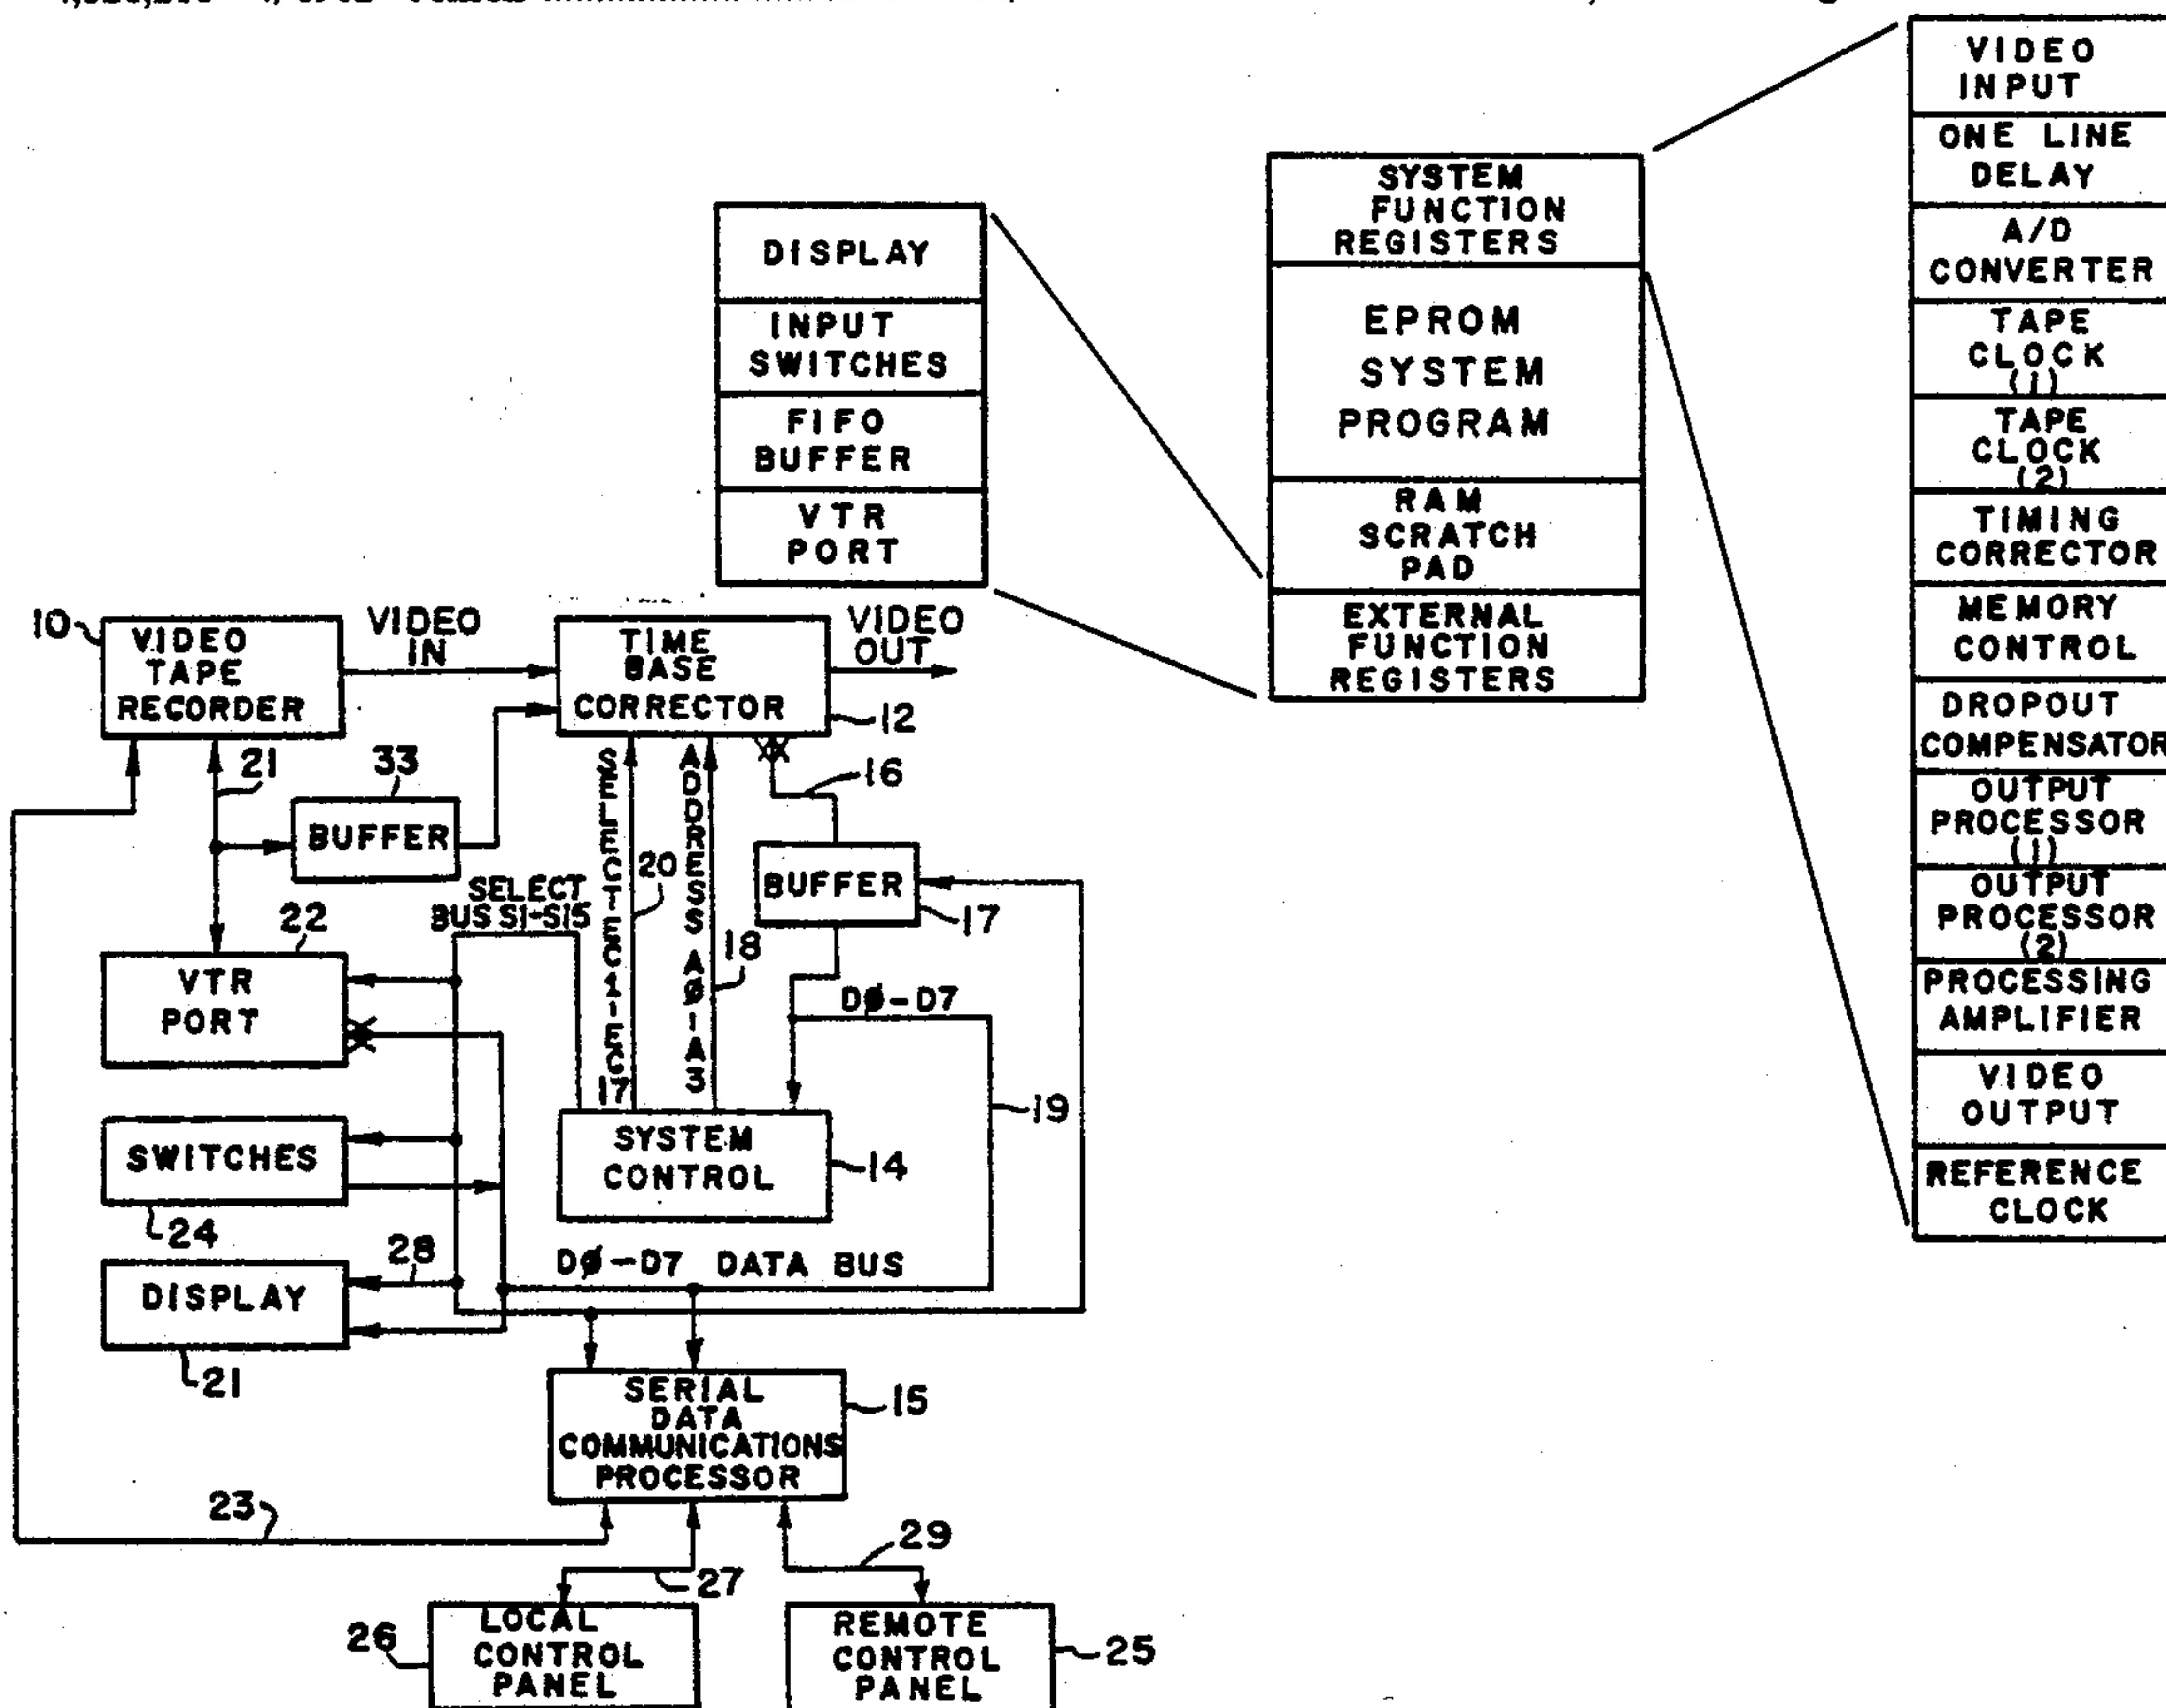 VIDEO
INPUT
ONE LINE
DELAY
A/D
CONVERTER
TAPE
CLOCK
(1)
TAPE
CLOCK
(2)
TIMING
CORRECTOR
MEMORY
CONTROL
DROPOUT
COMPENSATOR
OUTPUT
PROCESSOR
(1)
OUTPUT
PROCESSOR
(2)
PROCESSING
AMPLIFIER
VIDEO
OUTPUT
REFERENCE
CLOCK
SYSTEM
FUNCTION
REGISTERS
EPROM
SYSTEM
PROGRAM
RAM
SCRATCH
PAD
EXTERNAL
FUNCTION
REGISTERS
DISPLAY
INPUT
SWITCHES
FIFO
BUFFER
VTR
PORT
10
VIDEO
TAPE
RECORDER
VIDEO
IN
TIME
BASE
CORRECTOR
12
VIDEO
OUT
21
33
BUFFER
16
BUFFER
17
20
18
ADDRESS AØ-A3
SELECT
BUS S1-S15
22
VTR
PORT
DØ-D7
19
SYSTEM
CONTROL
14
SWITCHES
24
28
DISPLAY
21
DØ-D7 DATA BUS
SERIAL
DATA
COMMUNICATIONS
PROCESSOR
15
23
27
29
26
LOCAL
CONTROL
PANEL
REMOTE
CONTROL
PANEL
25